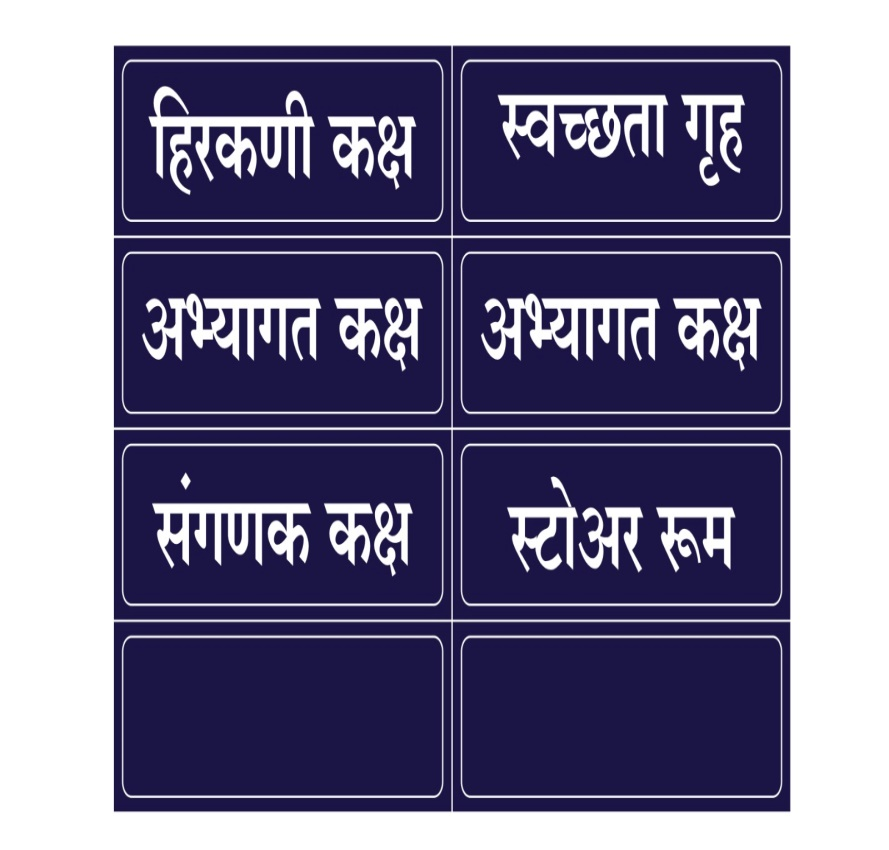 हिरकणी कक्ष
स्वच्छता गृह
अभ्यागत कक्ष
अभ्यागत कक्ष
संगणक कक्ष
स्टोअर रूम